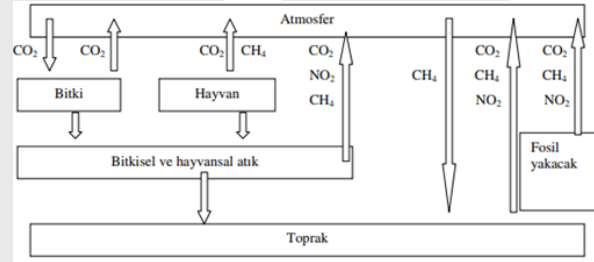 Atmosfer
CO₂ CO₂ CO₂ CH₄ CO₂ CH₄ CO₂ CO₂
NO₂ CH₄ CH₄
CH₄ NO₂ NO₂
Bitki Hayvan
Fosil
yakacak
Bitkisel ve hayvansal atık
Toprak